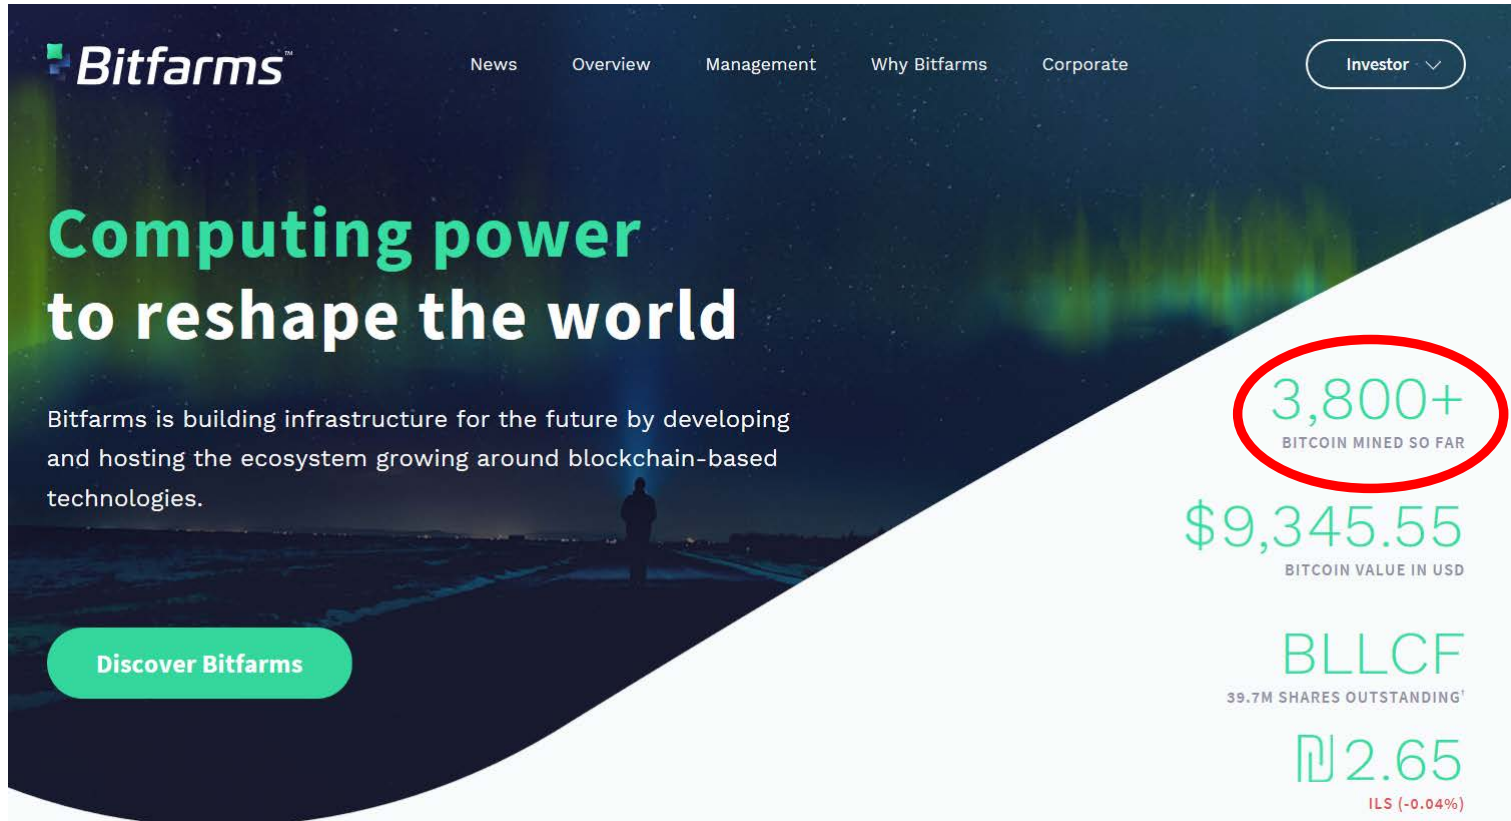 Bitfarms™
News Overview Management Why Bitfarms Corporate
Investor
Computing power
to reshape the world
Bitfarms is building infrastructure for the future by developing
and hosting the ecosystem growing around blockchain-based
technologies.
Discover Bitfarms
3,800+
BITCOIN MINED SO FAR
$9,345.55
BITCOIN VALUE IN USD
BLLCF
39.7M SHARES OUTSTANDING†
₪2.65
ILS (-0.04%)